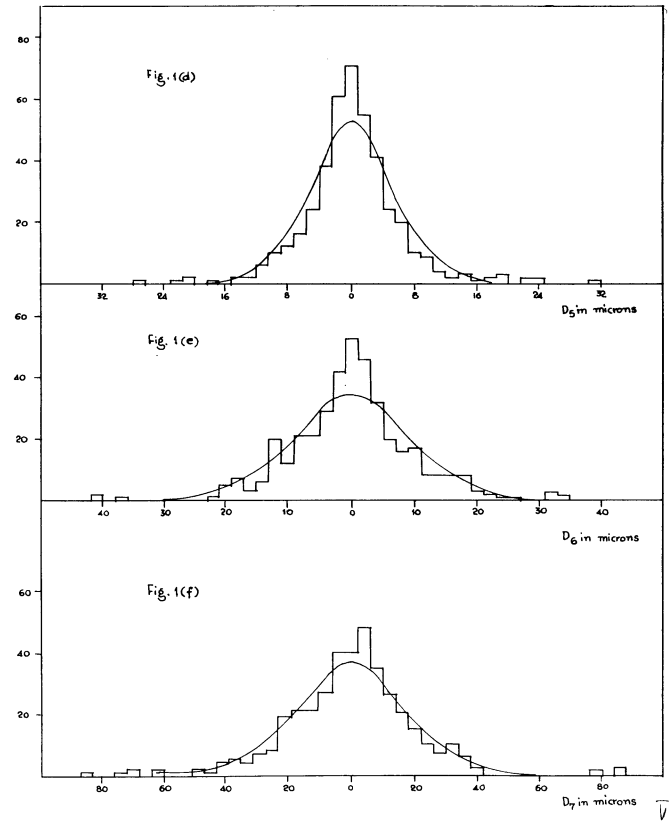 80
Fig. 1(d)
60
40
20
32 24 16 8 0 8 16 24 32
D5 in microns
60
Fig. 1(e)
40
20
40 30 20 10 0 10 20 30 40
D6 in microns
60
Fig. 1(f)
40
20
80 60 40 20 0 20 40 60 80
D7 in microns